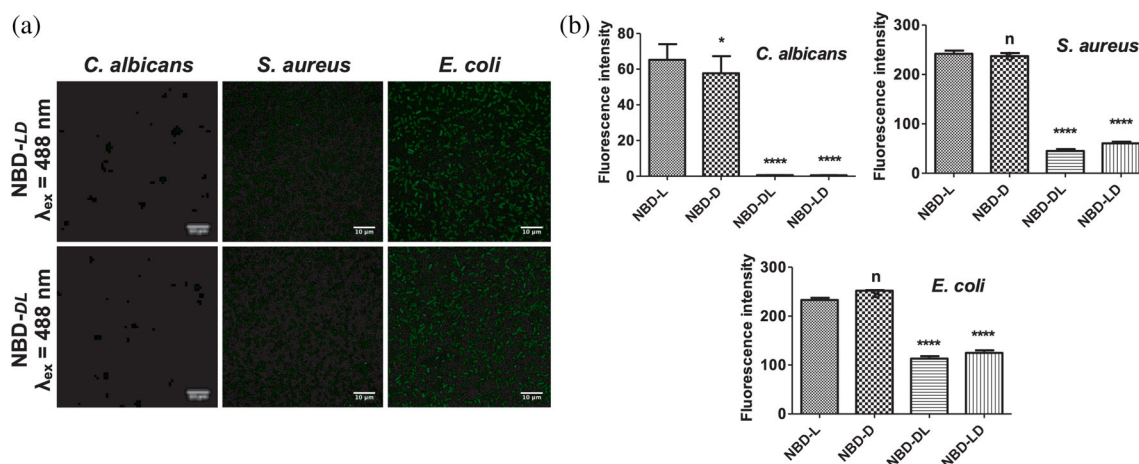 (a)
C. albicans S. aureus E. coli
NBD-LD
λex = 488 nm
10 µm 10 µm
NBD-DL
λex = 488 nm
10 µm 10 µm
(b)
Fluorescence intensity
80
60
40
20
0
*
C. albicans
**** ****
NBD-L NBD-D NBD-DL NBD-LD
Fluorescence intensity
300
200
100
0
n
S. aureus
**** ****
NBD-L NBD-D NBD-DL NBD-LD
Fluorescence intensity
300
200
100
0
n
E. coli
**** ****
NBD-L NBD-D NBD-DL NBD-LD